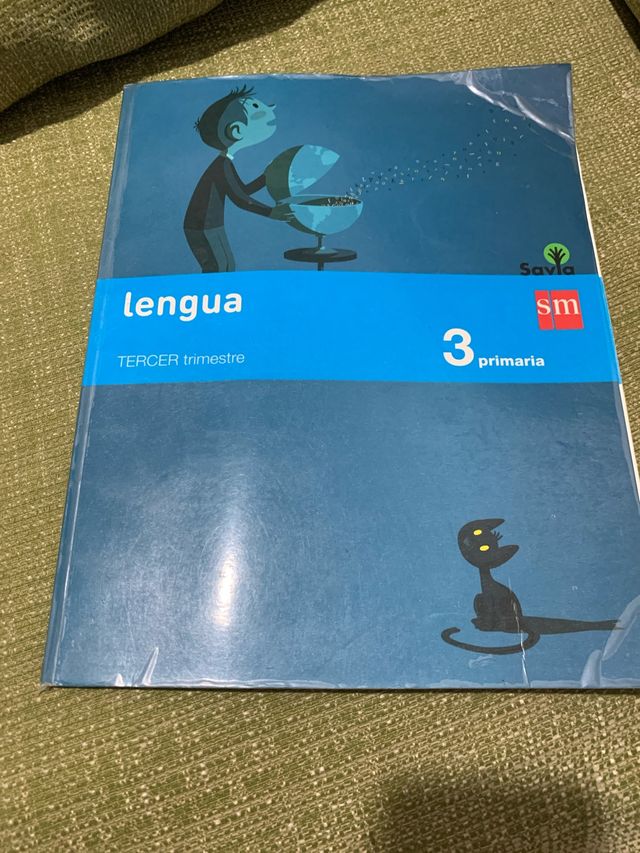 Savia
lengua
sm
TERCER trimestre
3 primaria